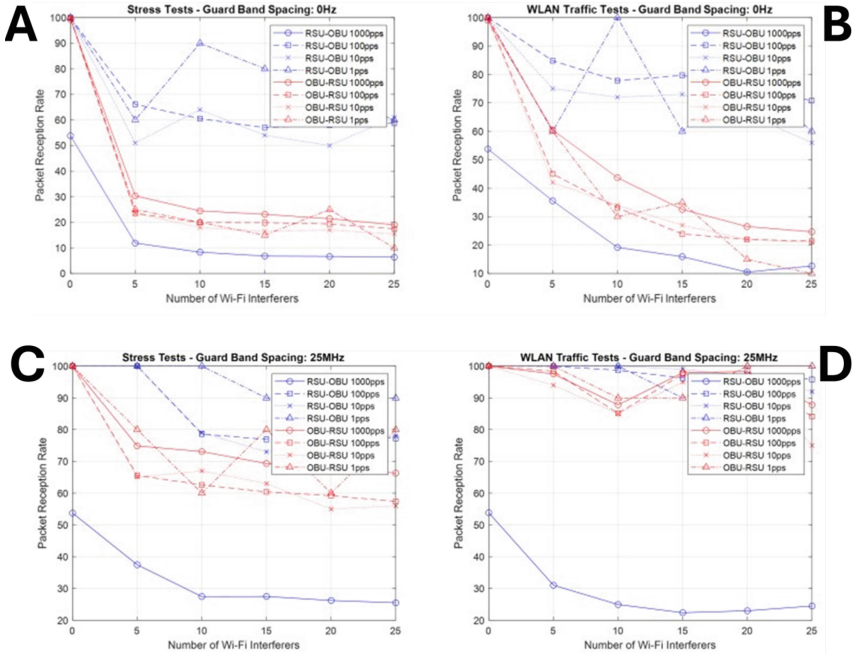 A
Stress Tests - Guard Band Spacing: 0Hz
Packet Reception Rate
100
90
80
70
60
50
40
30
20
10
0
0 5 10 15 20 25
Number of Wi-Fi Interferers
RSU-OBU 1000pps
RSU-OBU 100pps
RSU-OBU 10pps
RSU-OBU 1pps
OBU-RSU 1000pps
OBU-RSU 100pps
OBU-RSU 10pps
OBU-RSU 1pps
B
WLAN Traffic Tests - Guard Band Spacing: 0Hz
Packet Reception Rate
100
90
80
70
60
50
40
30
20
10
0 5 10 15 20 25
Number of Wi-Fi Interferers
RSU-OBU 1000pps
RSU-OBU 100pps
RSU-OBU 10pps
RSU-OBU 1pps
OBU-RSU 1000pps
OBU-RSU 100pps
OBU-RSU 10pps
OBU-RSU 1pps
C
Stress Tests - Guard Band Spacing: 25MHz
Packet Reception Rate
100
90
80
70
60
50
40
30
20
0 5 10 15 20 25
Number of Wi-Fi Interferers
RSU-OBU 1000pps
RSU-OBU 100pps
RSU-OBU 10pps
RSU-OBU 1pps
OBU-RSU 1000pps
OBU-RSU 100pps
OBU-RSU 10pps
OBU-RSU 1pps
D
WLAN Traffic Tests - Guard Band Spacing: 25MHz
Packet Reception Rate
100
90
80
70
60
50
40
30
20
0 5 10 15 20 25
Number of Wi-Fi Interferers
RSU-OBU 1000pps
RSU-OBU 100pps
RSU-OBU 10pps
RSU-OBU 1pps
OBU-RSU 1000pps
OBU-RSU 100pps
OBU-RSU 10pps
OBU-RSU 1pps